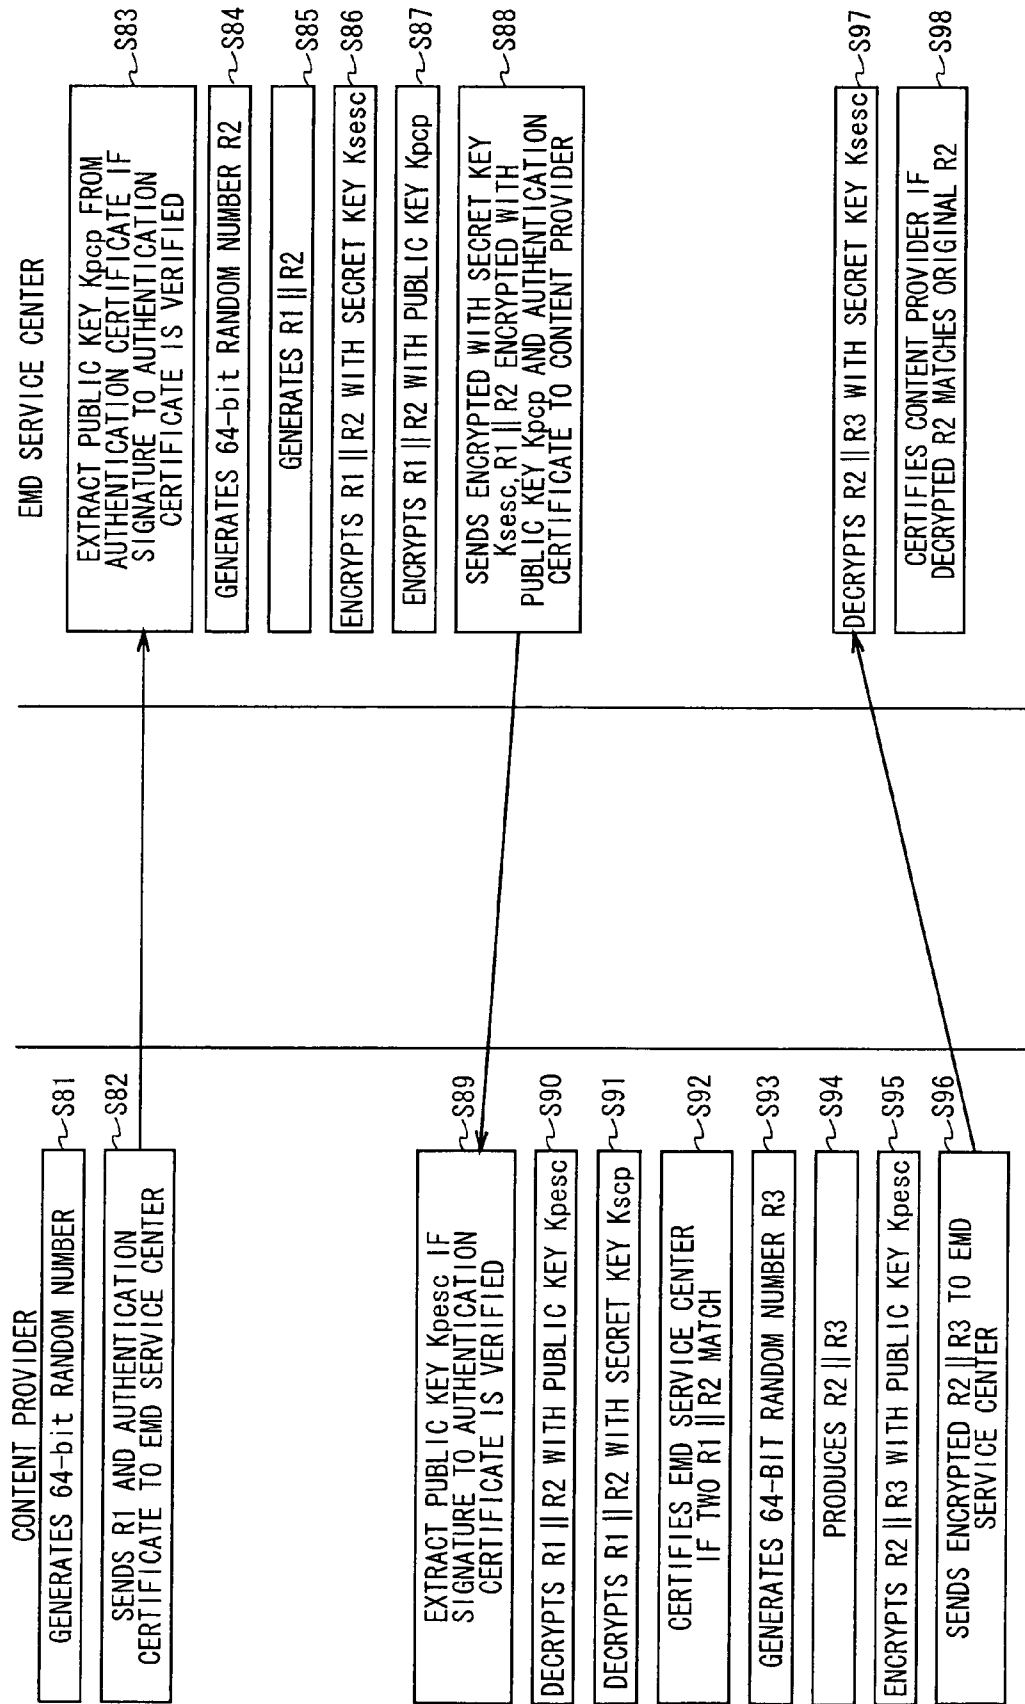 CONTENT PROVIDER
GENERATES 64-bit RANDOM NUMBER
S81
SENDS R1 AND AUTHENTICATION
CERTIFICATE TO EMD SERVICE CENTER
S82
EXTRACT PUBLIC KEY Kpesc IF
SIGNATURE TO AUTHENTICATION
CERTIFICATE IS VERIFIED
S89
DECRYPTS R1 || R2 WITH PUBLIC KEY Kpesc
S90
DECRYPTS R1 || R2 WITH SECRET KEY Kscp
S91
CERTIFIES EMD SERVICE CENTER
IF TWO R1 || R2 MATCH
S92
GENERATES 64-BIT RANDOM NUMBER R3
S93
PRODUCES R2 || R3
S94
ENCRYPTS R2 || R3 WITH PUBLIC KEY Kpesc
S95
SENDS ENCRYPTED R2 || R3 TO EMD
SERVICE CENTER
S96
EMD SERVICE CENTER
EXTRACT PUBLIC KEY Kpcp FROM
AUTHENTICATION CERTIFICATE IF
SIGNATURE TO AUTHENTICATION
CERTIFICATE IS VERIFIED
S83
GENERATES 64-bit RANDOM NUMBER R2
S84
GENERATES R1 || R2
S85
ENCRYPTS R1 || R2 WITH SECRET KEY Ksesc
S86
ENCRYPTS R1 || R2 WITH PUBLIC KEY Kpcp
S87
SENDS ENCRYPTED WITH SECRET KEY
Ksesc, R1 || R2 ENCRYPTED WITH
PUBLIC KEY Kpcp AND AUTHENTICATION
CERTIFICATE TO CONTENT PROVIDER
S88
DECRYPTS R2 || R3 WITH SECRET KEY Ksesc
S97
CERTIFIES CONTENT PROVIDER IF
DECRYPTED R2 MATCHES ORIGINAL R2
S98